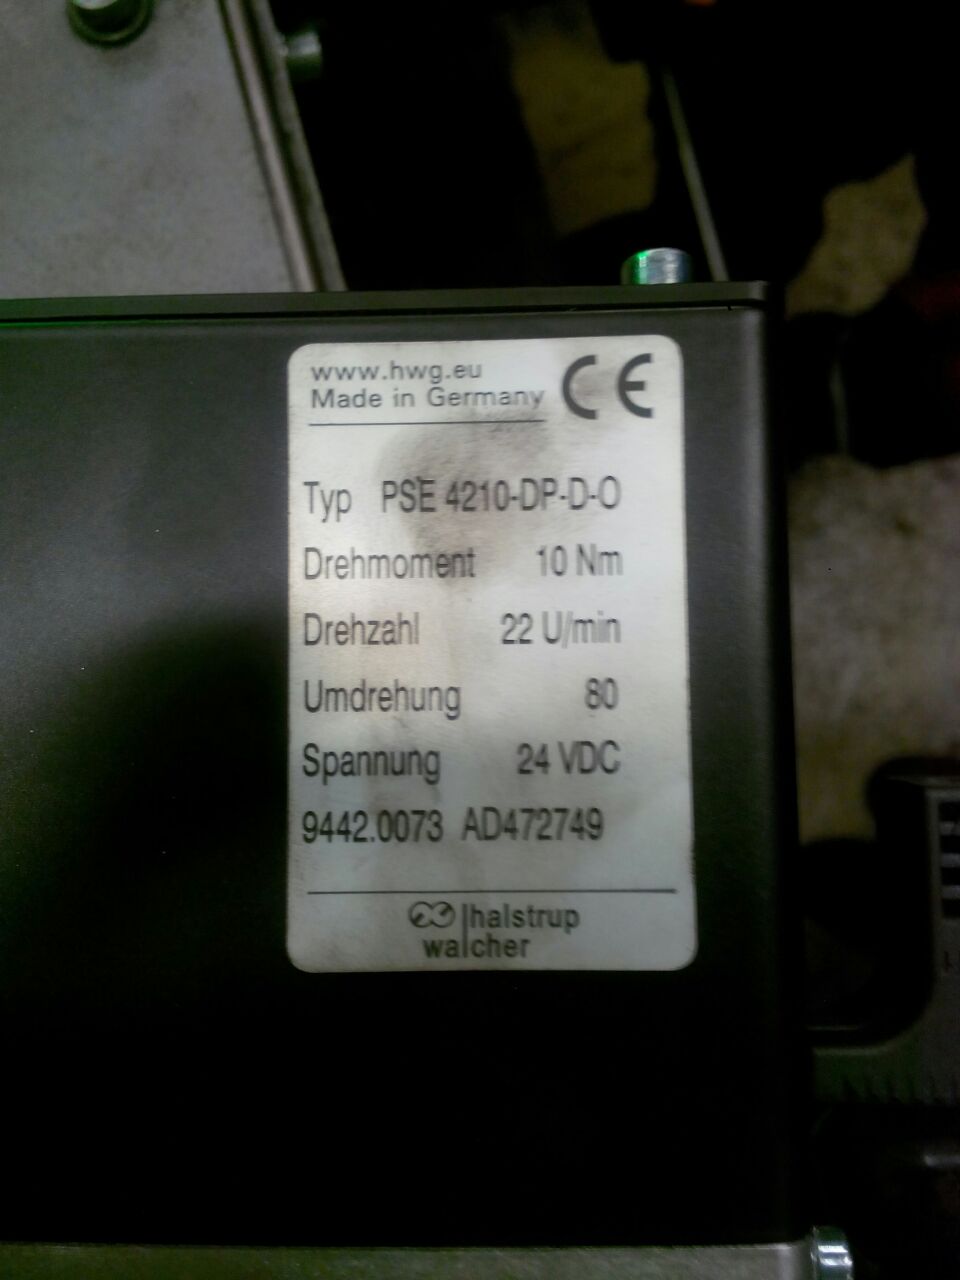 www.hwg.eu
Made in Germany
CE
Typ PSE 4210-DP-D-O
Drehmoment 10 Nm
Drehzahl 22 U/min
Umdrehung 80
Spannung 24 VDC
9442.0073 AD472749
halstrup
walcher